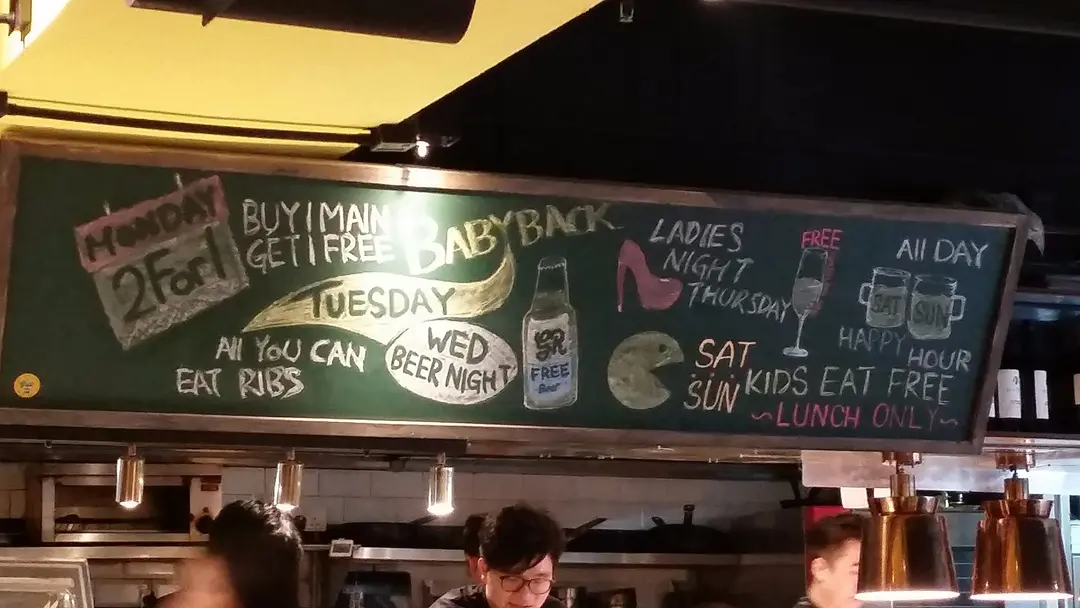 MONDAY
2 For 1
BUY 1 MAIN
GET 1 FREE
BABYBACK
TUESDAY
All YOU CAN
EAT RIBS
WED
BEER NIGHT
FREE
Beer
LADIES
NIGHT
THURSDAY
FREE
All DAY
SAT
SUN
HAPPY
HOUR
SAT
SUN
KIDS EAT FREE
~LUNCH ONLY~